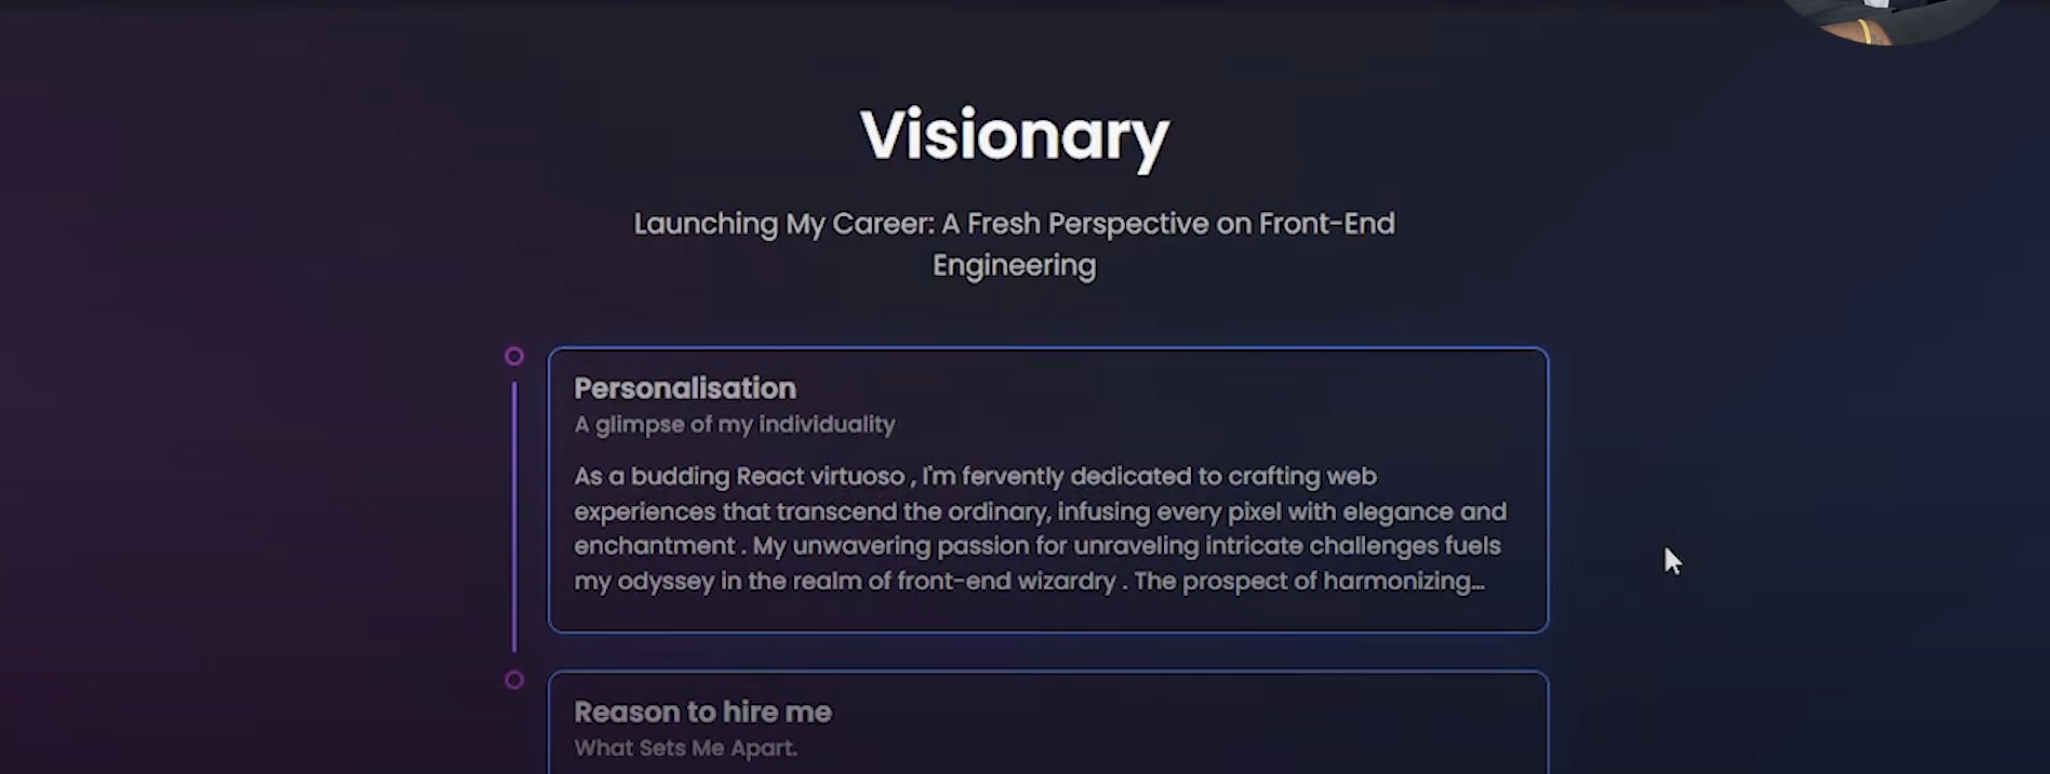 Visionary
Launching My Career: A Fresh Perspective on Front-End
Engineering
Personalisation
A glimpse of my individuality
As a budding React virtuoso , I'm fervently dedicated to crafting web
experiences that transcend the ordinary, infusing every pixel with elegance and
enchantment . My unwavering passion for unraveling intricate challenges fuels
my odyssey in the realm of front-end wizardry . The prospect of harmonizing...
Reason to hire me
What Sets Me Apart.